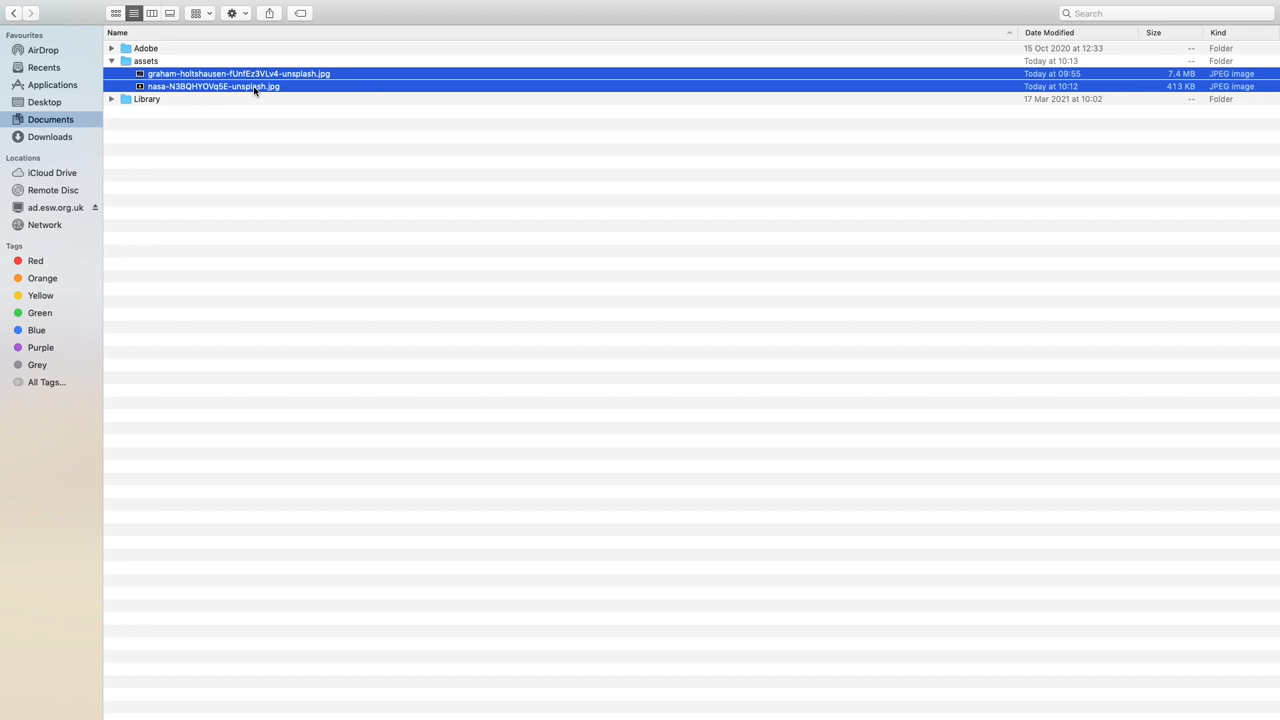 Search
Favourites
AirDrop
Recents
Applications
Desktop
Documents
Downloads
Locations
iCloud Drive
Remote Disc
ad.esw.org.uk
Network
Tags
Red
Orange
Yellow
Green
Blue
Purple
Grey
All Tags...
Name Date Modified Size Kind
Adobe 15 Oct 2020 at 12:33 -- Folder
assets Today at 10:13 -- Folder
graham-holtshausen-fUnfEz3VLv4-unsplash.jpg Today at 09:55 7.4 MB JPEG image
nasa-N3BQHYOVq5E-unsplash.jpg Today at 10:12 413 KB JPEG image
Library 17 Mar 2021 at 10:02 -- Folder